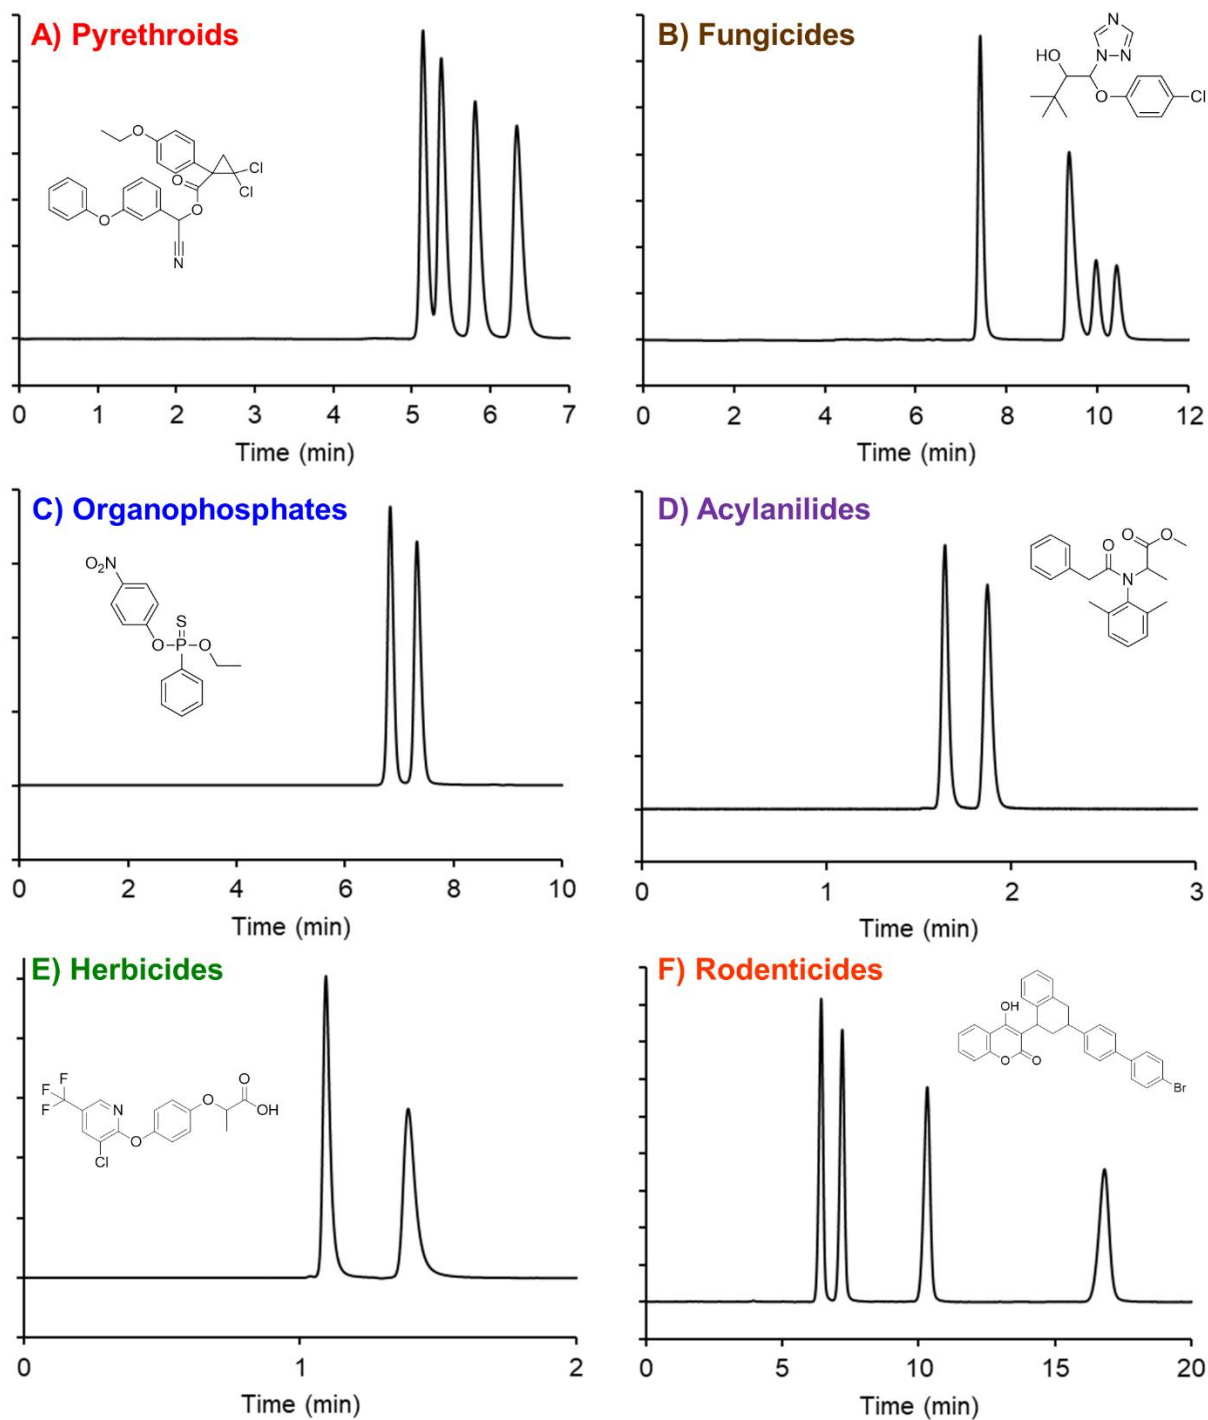 A) Pyrethroids
O
O
O
O
Cl
Cl
N
0 1 2 3 4 5 6 7
Time (min)
B) Fungicides
N
N
N
HO
O
Cl
0 2 4 6 8 10 12
Time (min)
C) Organophosphates
O₂N
S
O P O
0 2 4 6 8 10
Time (min)
D) Acylanilides
O
O
O
N
0 1 2 3
Time (min)
E) Herbicides
F
F
F
N
O
O
O
OH
Cl
0 1 2
Time (min)
F) Rodenticides
OH
O
O
Br
0 5 10 15 20
Time (min)